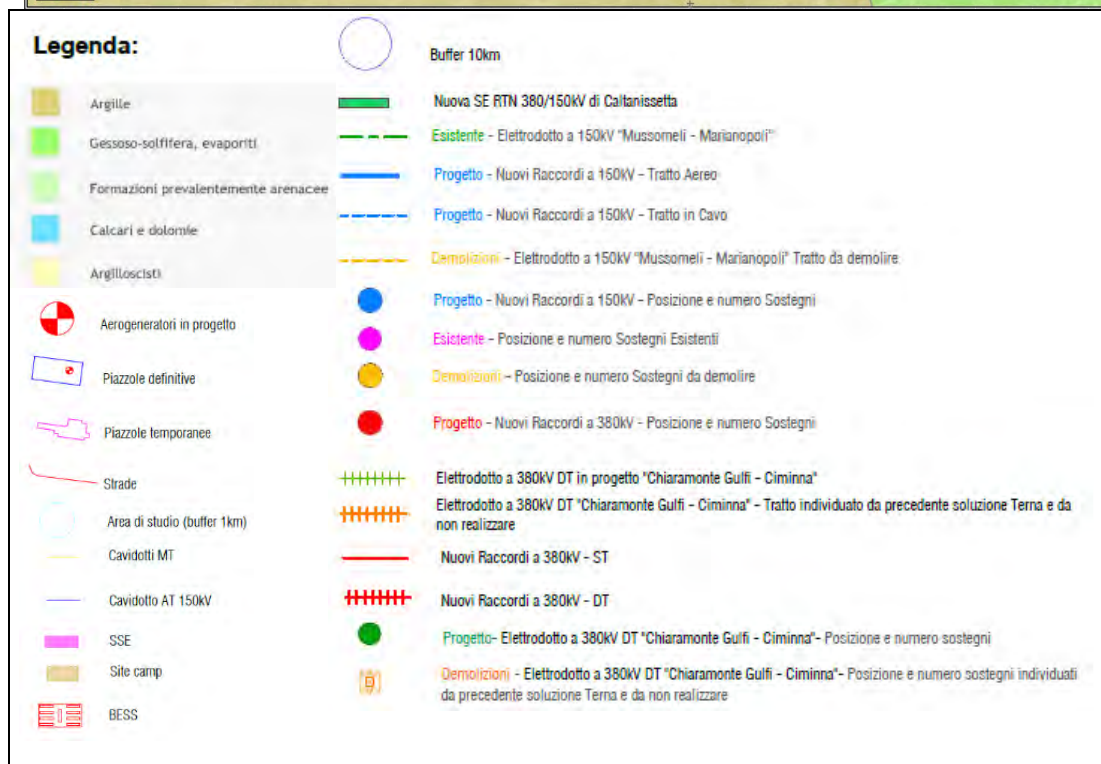 Legenda:
Argille
Gessoso-solfifera, evaporiti
Formazioni prevalentemente arenacee
Calcari e dolomie
Argilloscisti
Aerogeneratori in progetto
Piazzole definitive
Piazzole temporanee
Strade
Area di studio (buffer 1km)
Cavidotti MT
Cavidotto AT 150kV
SSE
Site camp
BESS
Buffer 10km
Nuova SE RTN 380/150kV di Caltanissetta
Esistente - Elettrodotto a 150kV "Mussomeli - Marianopoli"
Progetto - Nuovi Raccordi a 150kV - Tratto Aereo
Progetto - Nuovi Raccordi a 150kV - Tratto in Cavo
Demolizioni - Elettrodotto a 150kV "Mussomeli - Marianopoli" Tratto da demolire
Progetto - Nuovi Raccordi a 150kV - Posizione e numero Sostegni
Esistente - Posizione e numero Sostegni Esistenti
Demolizioni - Posizione e numero Sostegni da demolire
Progetto - Nuovi Raccordi a 380kV - Posizione e numero Sostegni
Elettrodotto a 380kV DT in progetto "Chiaramonte Gulfi - Ciminna"
Elettrodotto a 380kV DT "Chiaramonte Gulfi - Ciminna" - Tratto individuato da precedente soluzione Terna e da
non realizzare
Nuovi Raccordi a 380kV - ST
Nuovi Raccordi a 380kV - DT
Progetto- Elettrodotto a 380kV DT "Chiaramonte Gulfi - Ciminna"- Posizione e numero sostegni
Demolizioni - Elettrodotto a 380kV DT "Chiaramonte Gulfi - Ciminna"- Posizione e numero sostegni individuati
da precedente soluzione Terna e da non realizzare